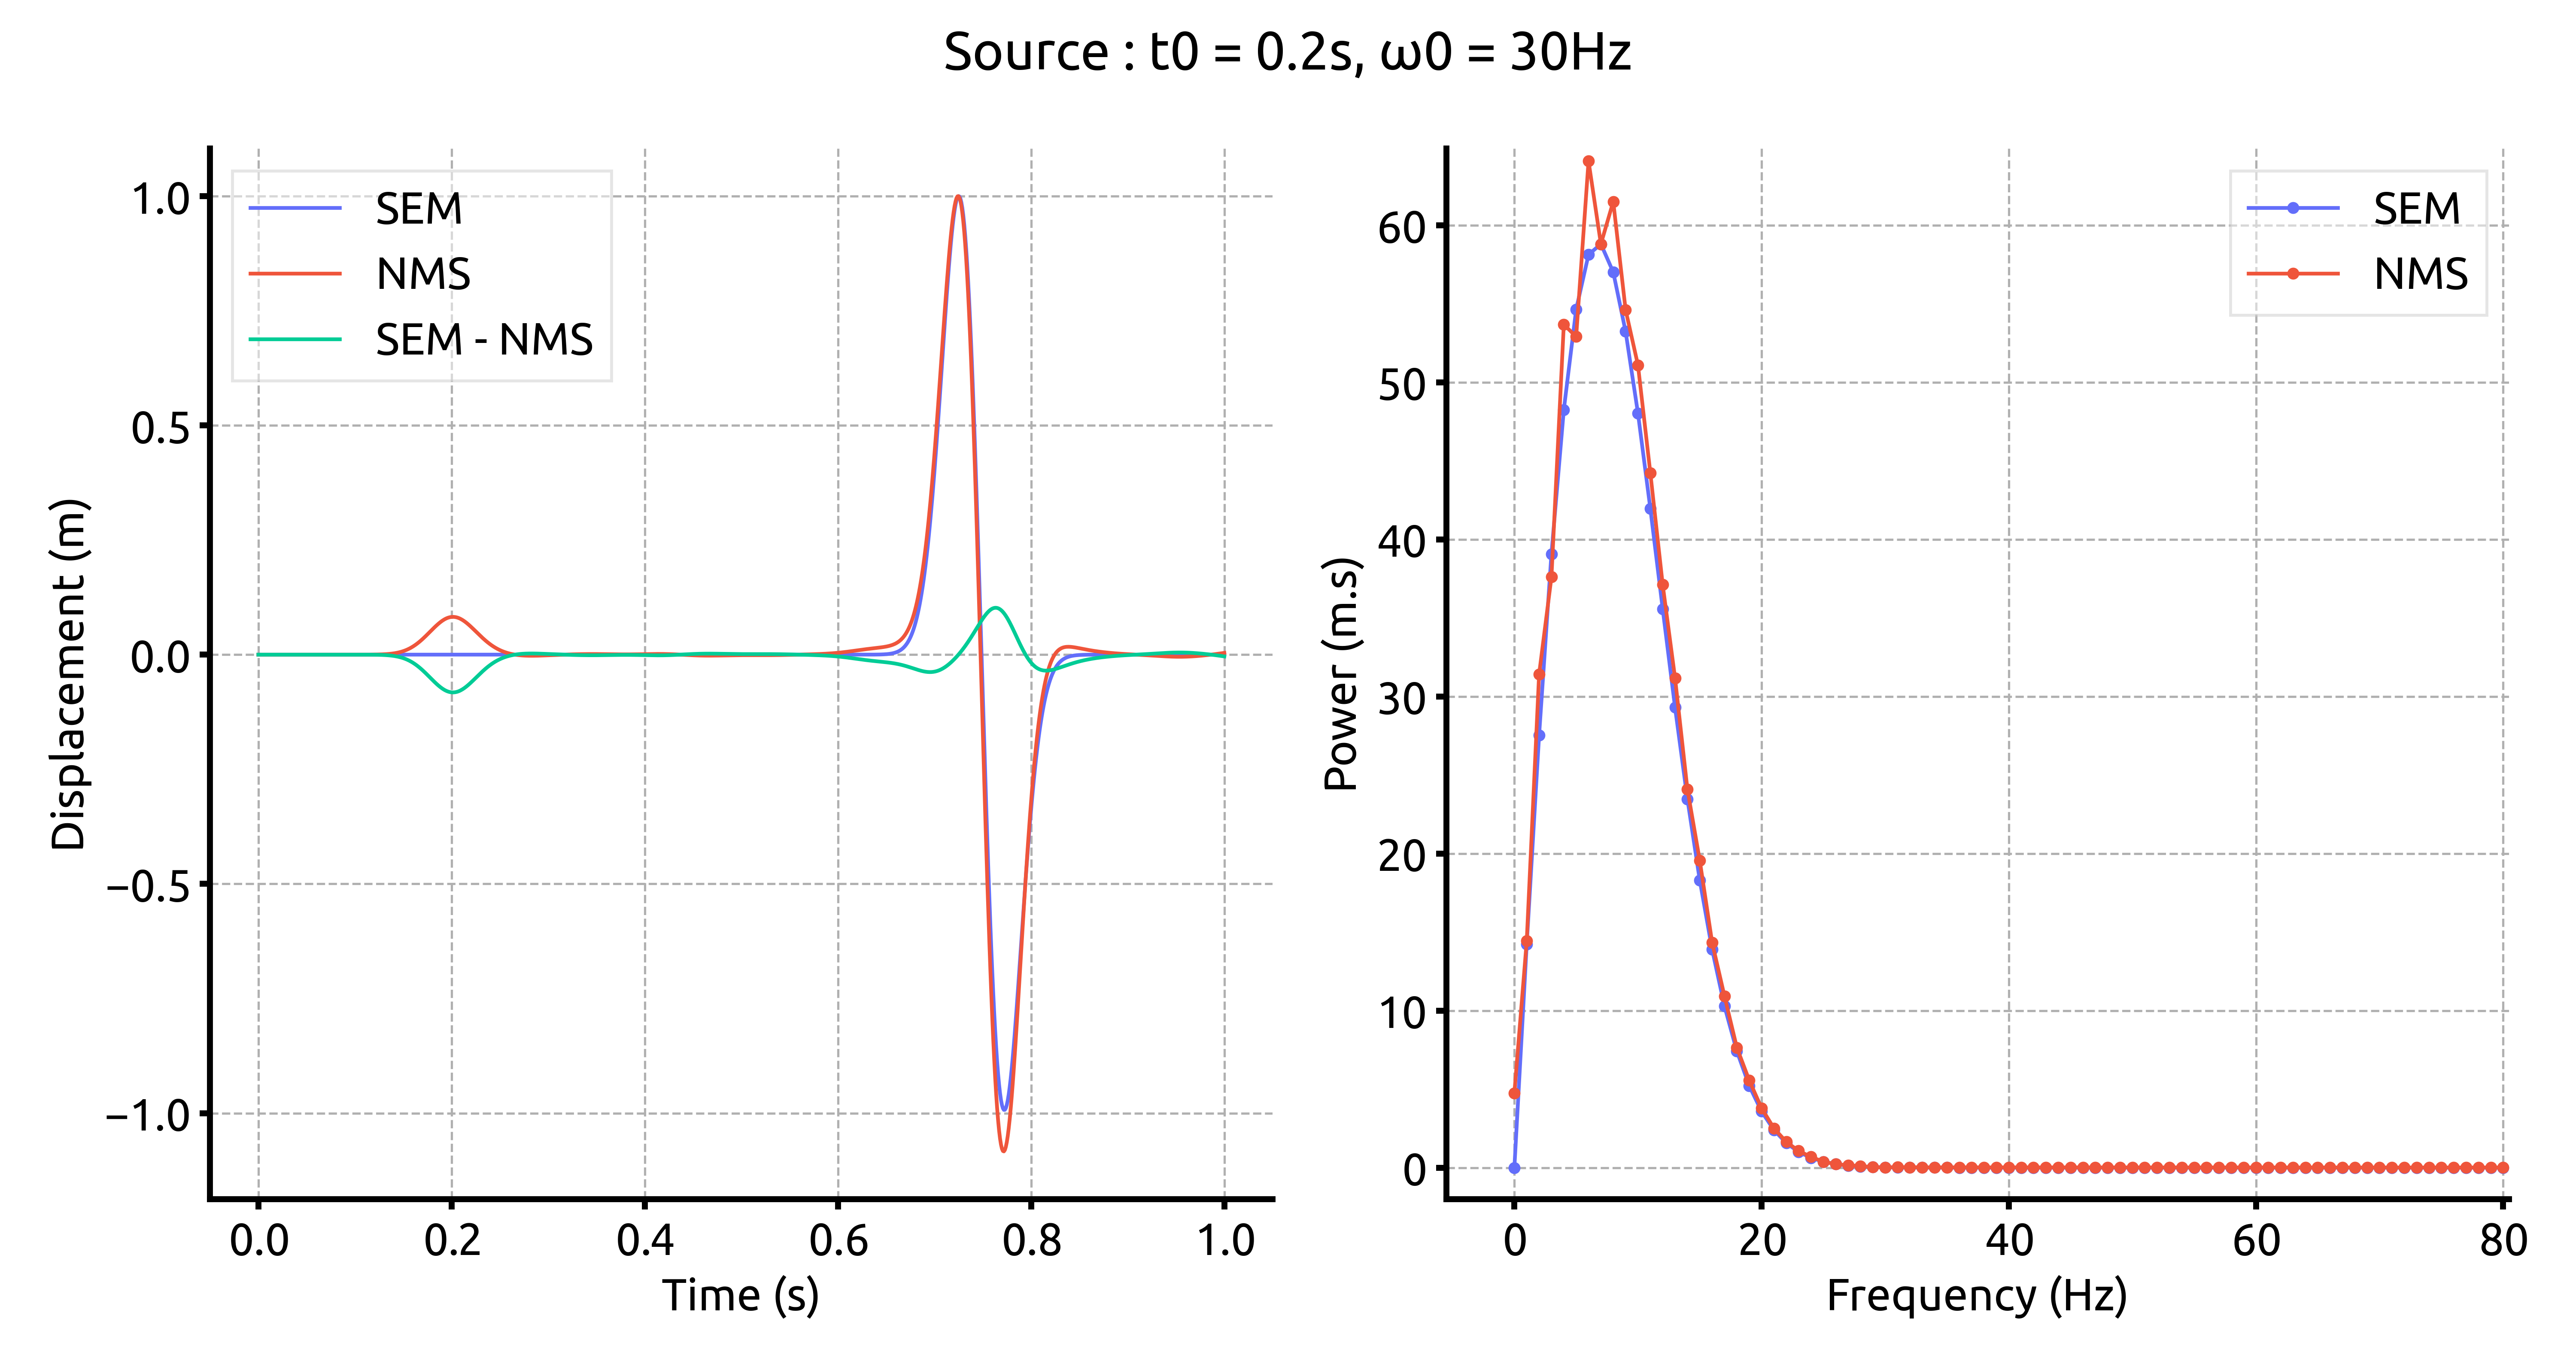 Source : t0 = 0.2s, ω0 = 30Hz
SEM
NMS
SEM - NMS
1.0
0.5
0.0
−0.5
−1.0
Displacement (m)
0.0 0.2 0.4 0.6 0.8 1.0
Time (s)
SEM
NMS
60
50
40
30
20
10
0
Power (m.s)
0 20 40 60 80
Frequency (Hz)